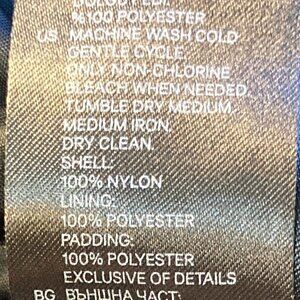 %100 POLYESTER
US MACHINE WASH COLD
GENTLE CYCLE.
ONLY NON-CHLORINE
BLEACH WHEN NEEDED.
TUMBLE DRY MEDIUM.
MEDIUM IRON.
DRY CLEAN.
SHELL:
100% NYLON
LINING:
100% POLYESTER
PADDING:
100% POLYESTER
EXCLUSIVE OF DETAILS
BG ВЪНШНА ЧАСТ: